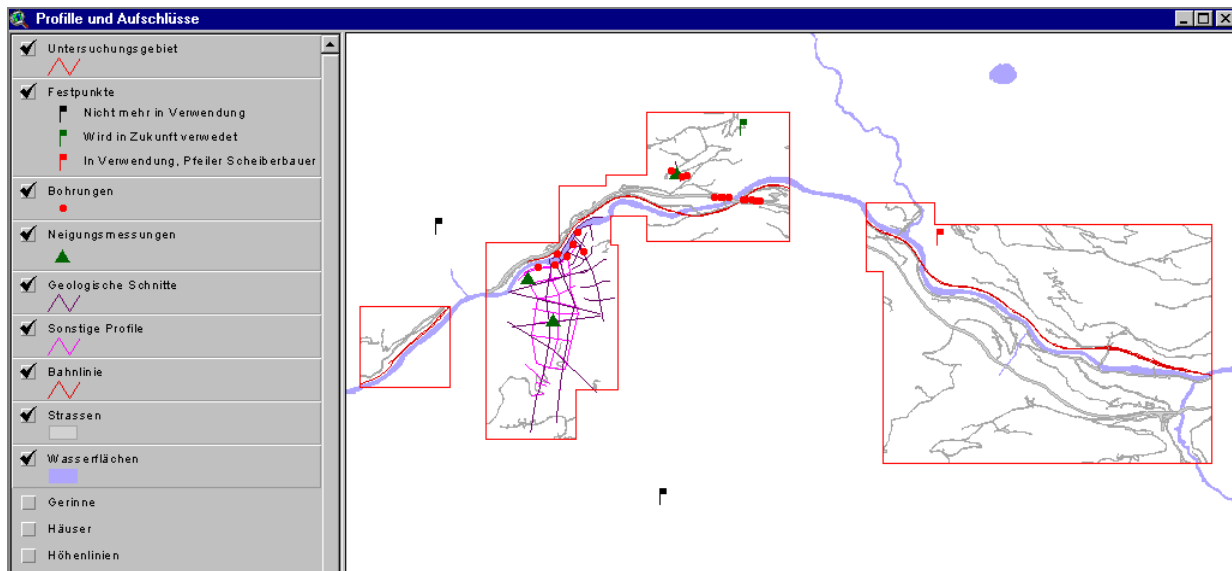 Profille und Aufschlüsse
Untersuchungsgebiet
Festpunkte
Nicht mehr in Verwendung
Wird in Zukunft verwedet
In Verwendung, Pfeiler Scheiberbauer
Bohrungen
Neigungsmessungen
Geologische Schnitte
Sonstige Profile
Bahnlinie
Strassen
Wasserflächen
Gerinne
Häuser
Höhenlinien